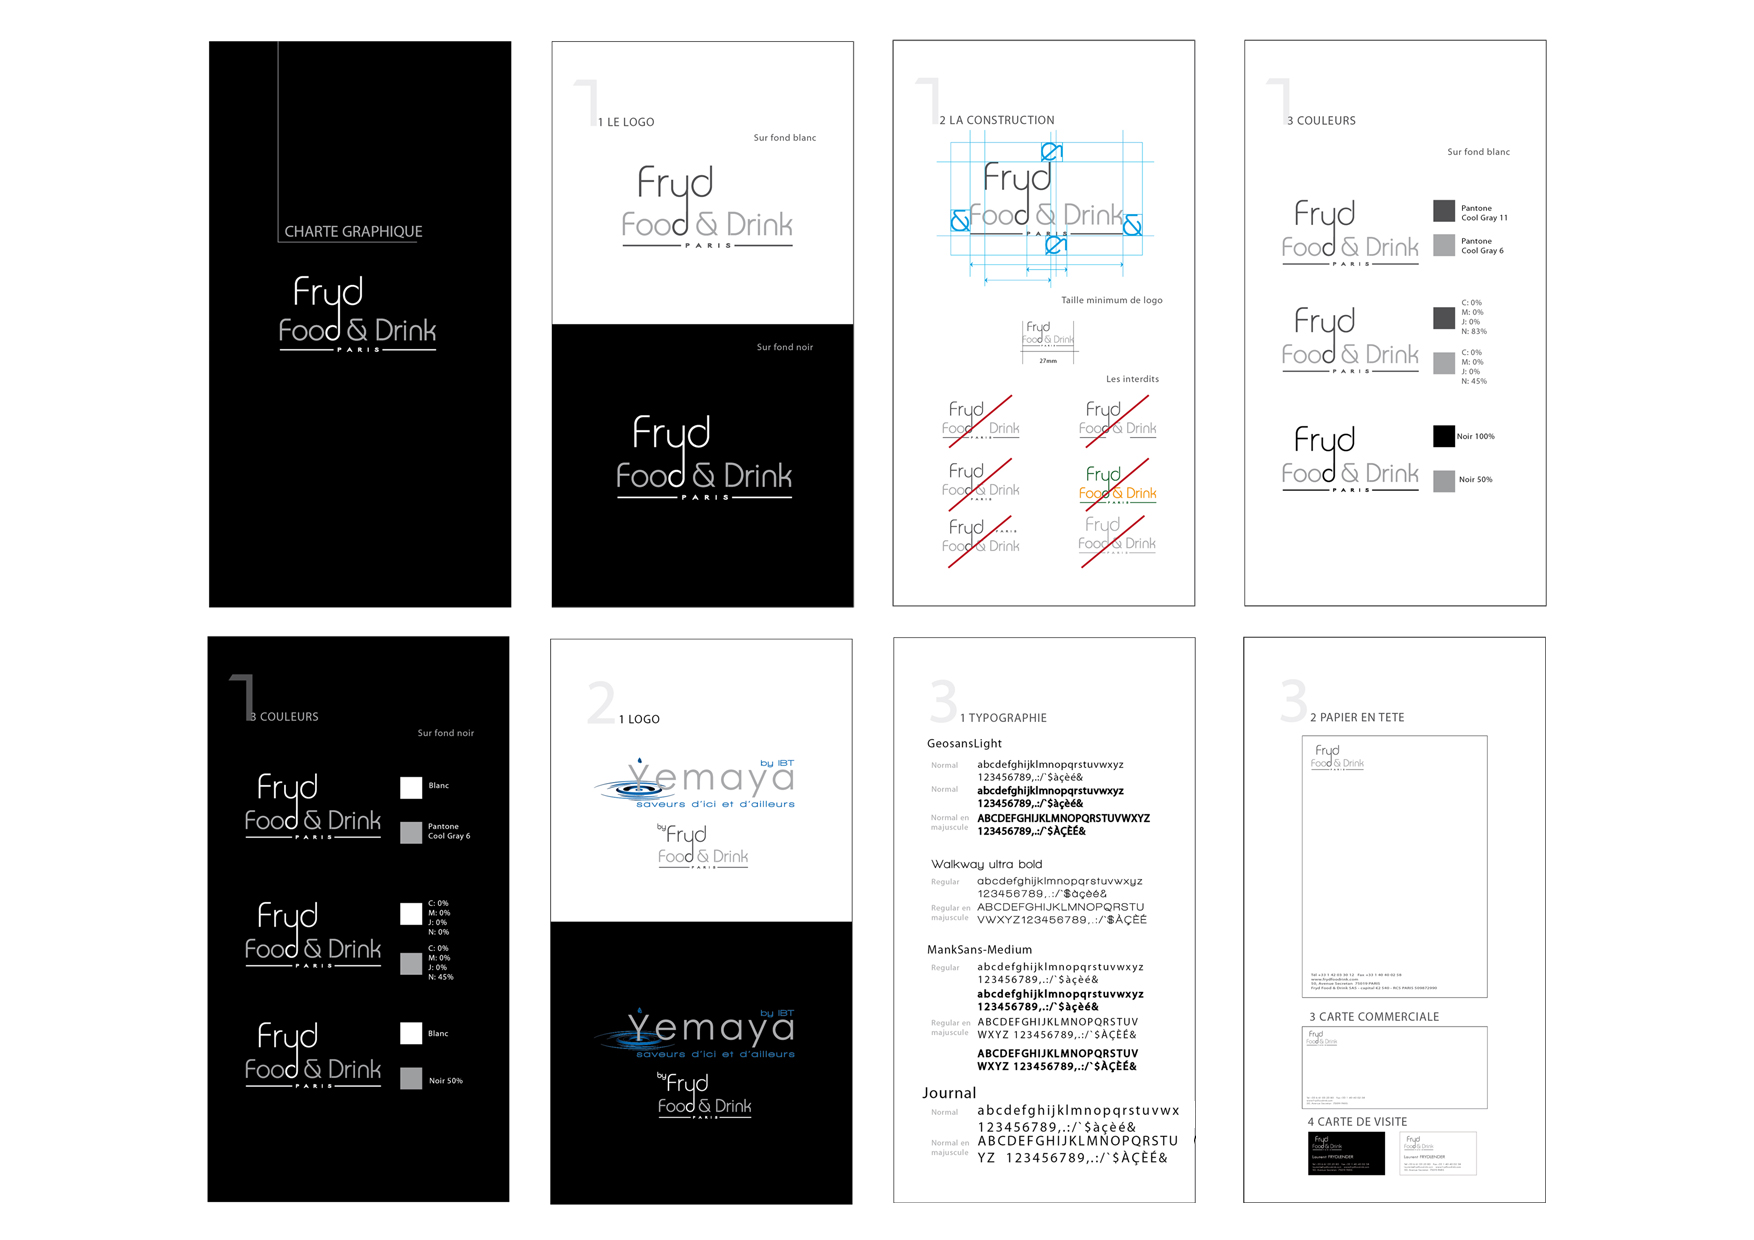 CHARTE GRAPHIQUE
Fryd
Food & Drink
PARIS
1
1 LE LOGO
Sur fond blanc
Fryd
Food & Drink
PARIS
Sur fond noir
Fryd
Food & Drink
PARIS
1
2 LA CONSTRUCTION
&
Fryd
& Food & Drink &
PARIS
&
Taille minimum de logo
Fryd
Food & Drink
27mm
Les interdits
Fryd
Food Drink
PARIS
Fryd
Food & Drink
Fryd
Food & Drink
PARIS
Fryd
Food & Drink
PARIS
Fryd PARIS
Food & Drink
Fryd
Food & Drink
PARIS
1
3 COULEURS
Sur fond blanc
Fryd
Food & Drink
PARIS
Pantone
Cool Gray 11
Pantone
Cool Gray 6
Fryd
Food & Drink
PARIS
C: 0%
M: 0%
J: 0%
N: 83%
C: 0%
M: 0%
J: 0%
N: 45%
Fryd
Food & Drink
PARIS
Noir 100%
Noir 50%
1
3 COULEURS
Sur fond noir
Fryd
Food & Drink
PARIS
Blanc
Pantone
Cool Gray 6
Fryd
Food & Drink
PARIS
C: 0%
M: 0%
J: 0%
N: 0%
C: 0%
M: 0%
J: 0%
N: 45%
Fryd
Food & Drink
PARIS
Blanc
Noir 50%
2
1 LOGO
by IBT
Yemaya
saveurs d'ici et d'ailleurs
by Fryd
Food & Drink
PARIS
by IBT
Yemaya
saveurs d'ici et d'ailleurs
by Fryd
Food & Drink
PARIS
3
1 TYPOGRAPHIE
GeosansLight
Normal abcdefghijklmnopqrstuvwxyz
123456789,.:/`$àçèé&
Normal abcdefghijklmnopqrstuvwxyz
123456789,.:/`$àçèé&
Normal en majuscule ABCDEFGHIJKLMNOPQRSTUVWXYZ
123456789,.:/`$ÀÇÈÉ&
Walkway ultra bold
Regular abcdefghijklmnopqrstuvwxyz
123456789,.:/`$àçèé&
Regular en majuscule ABCDEFGHIJKLMNOPQRSTU
VWXYZ123456789,.:/`$ÀÇÈÉ
MankSans-Medium
Regular abcdefghijklmnopqrstuvwxyz
123456789,.:/`$àçèé&
abcdefghijklmnopqrstuvwxyz
123456789,.:/`$àçèé&
Regular en majuscule ABCDEFGHIJKLMNOPQRSTUV
WXYZ 123456789,.:/`$ÀÇÈÉ&
ABCDEFGHIJKLMNOPQRSTUV
WXYZ 123456789,.:/`$ÀÇÈÉ&
Journal
Normal abcdefghijklmnopqrstuvwx
123456789,.:/`$àçèé&
Normal en majuscule ABCDEFGHIJKLMNOPQRSTU
YZ 123456789,.:/`$ÀÇÈÉ&
3
2 PAPIER EN TETE
Fryd
Food & Drink
3 CARTE COMMERCIALE
Fryd
Food & Drink
4 CARTE DE VISITE
Fryd
Food & Drink
Laurent FRYDLENDER
Fryd
Food & Drink
Laurent FRYDLENDER